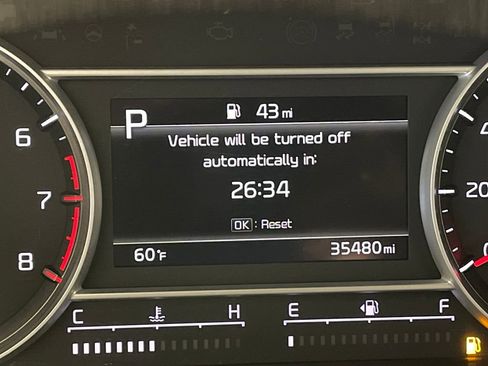 43 mi
P
Vehicle will be turned off
automatically in:
26:34
OK : Reset
60°F
35480 mi
6
7
8
20
C H
E F